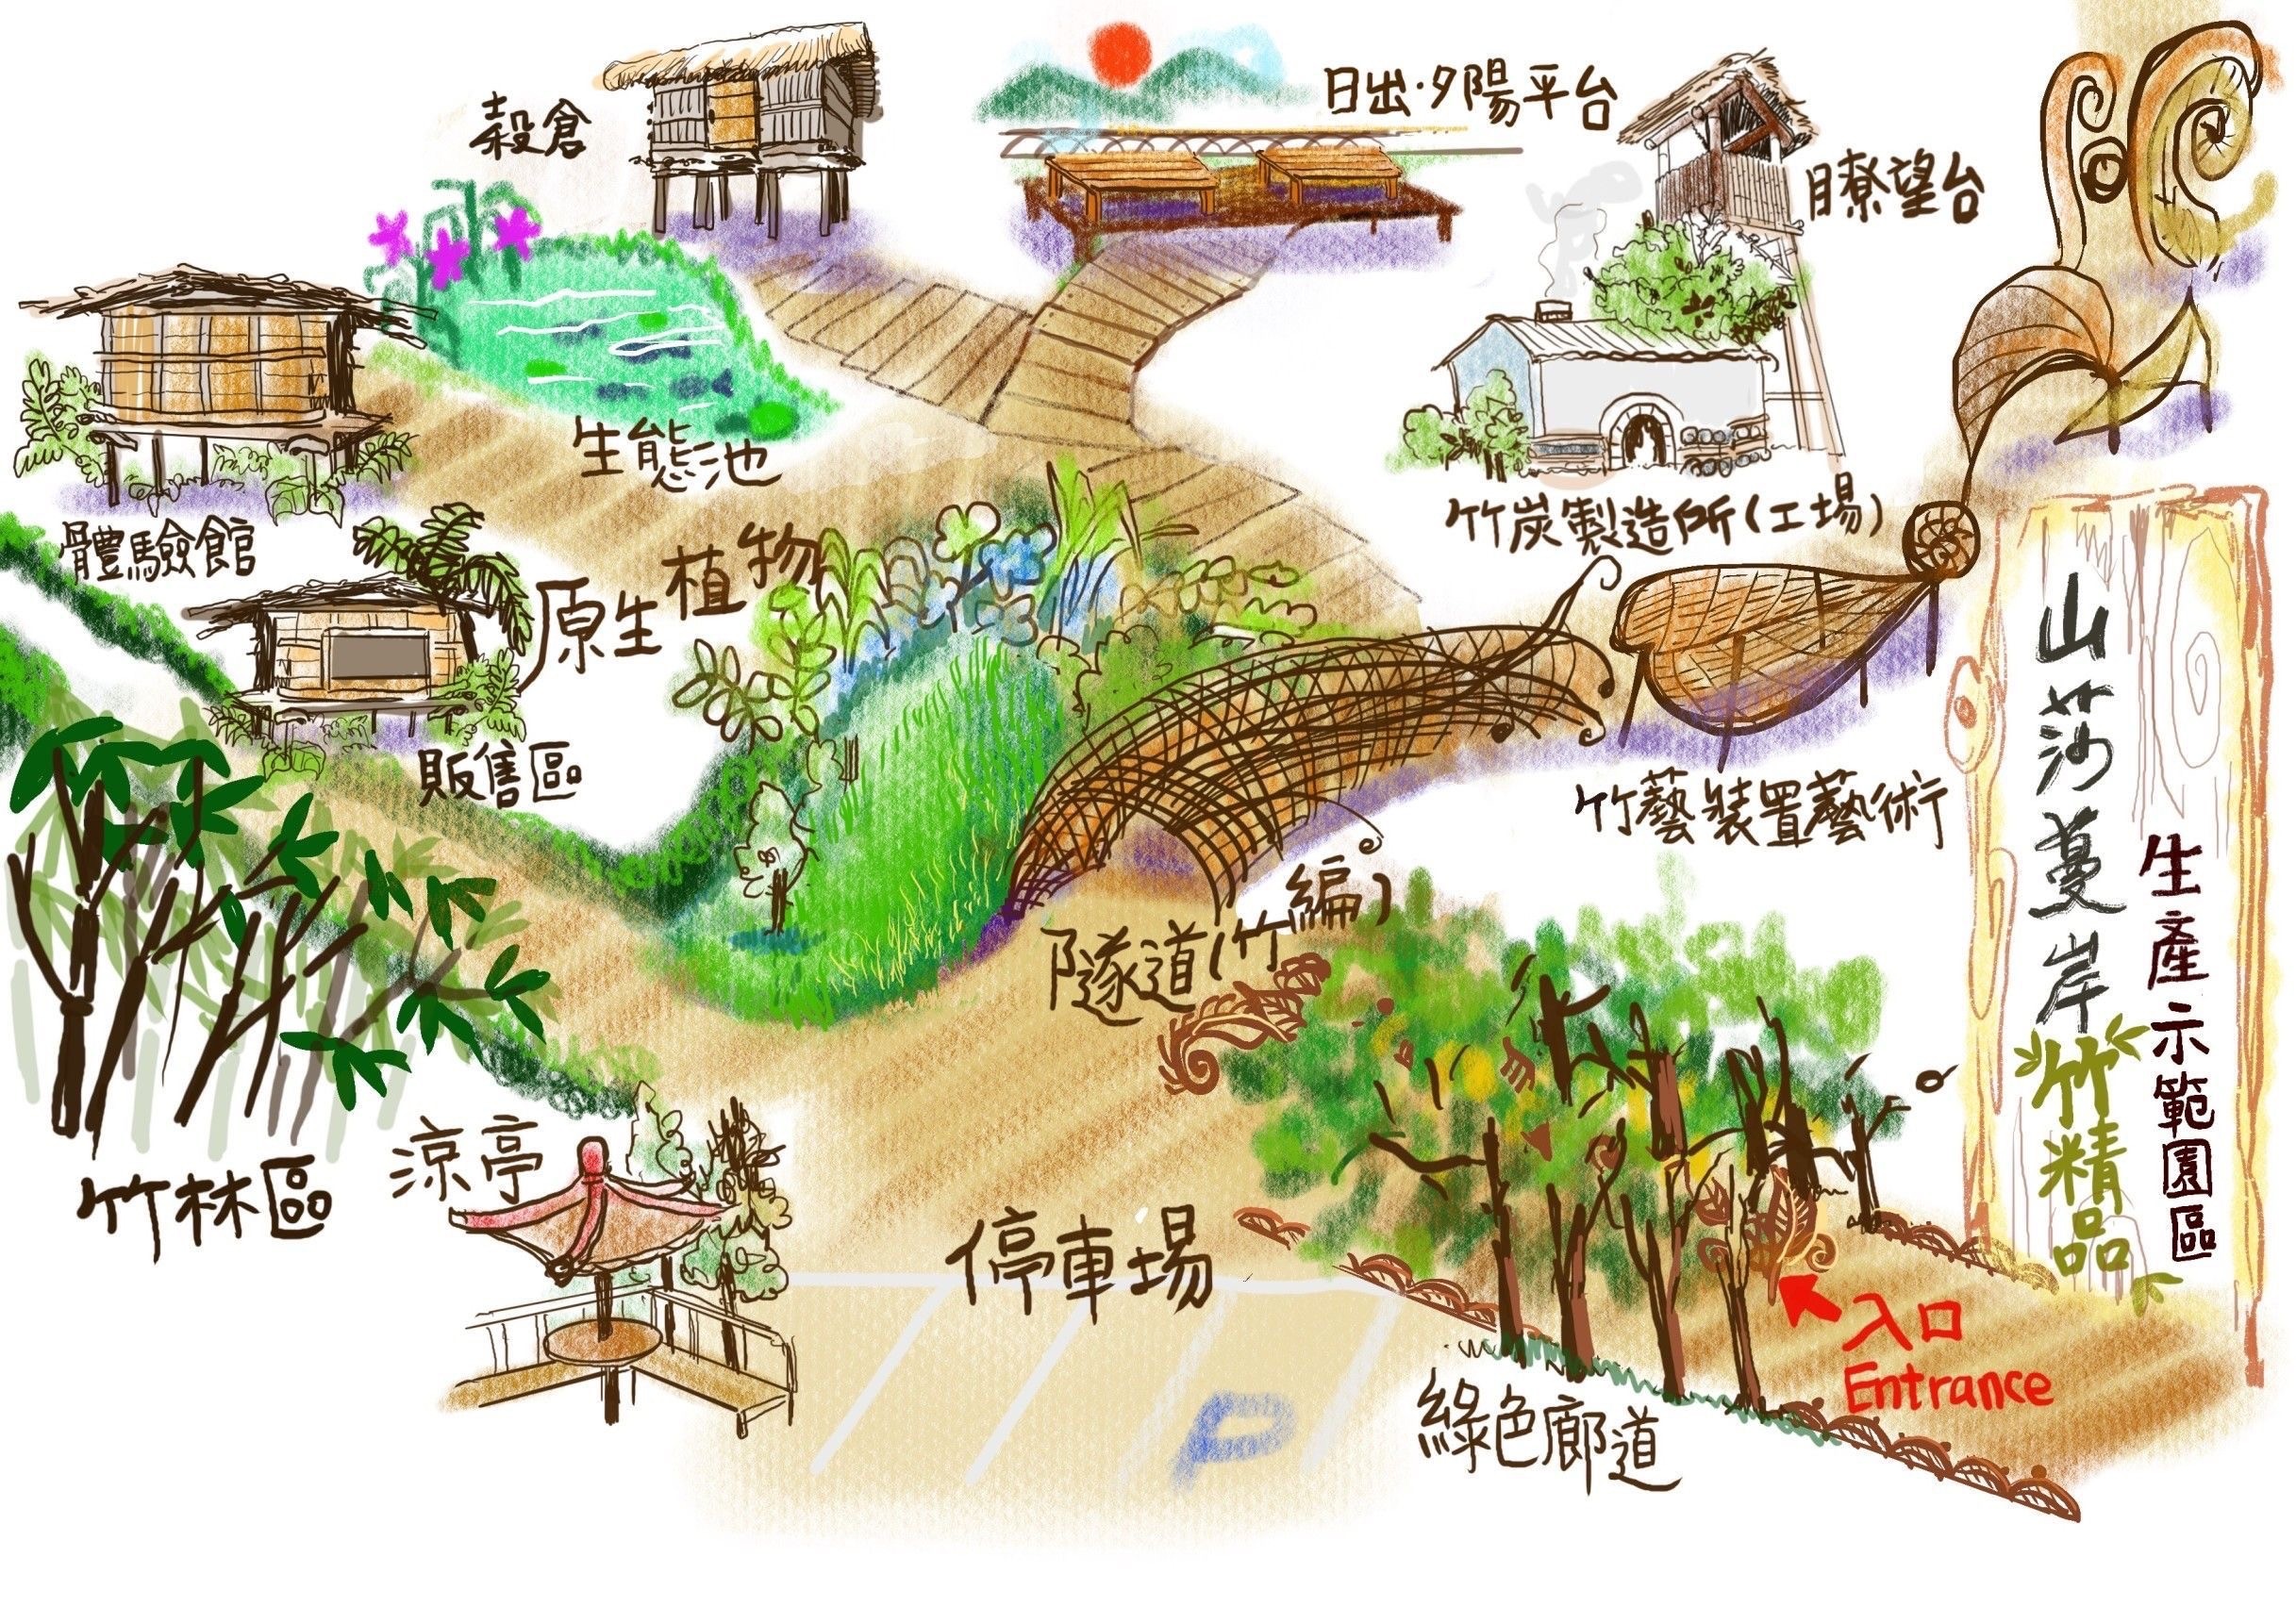 穀倉
日出·夕陽平台
瞭望台
生態池
體驗館
竹炭製造所(工場)
原生植物
販售區
竹藝裝置藝術
隧道(竹編)
竹林區
涼亭
停車場
P
綠色廊道
入口
Entrance
山莎蔓岸竹精品
生產示範園區